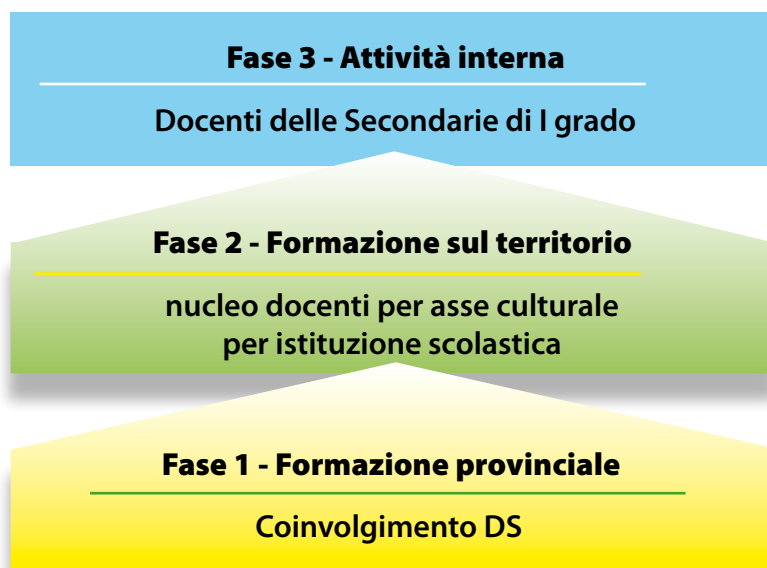 Fase 3 - Attività interna
Docenti delle Secondarie di I grado
Fase 2 - Formazione sul territorio
nucleo docenti per asse culturale
per istituzione scolastica
Fase 1 - Formazione provinciale
Coinvolgimento DS